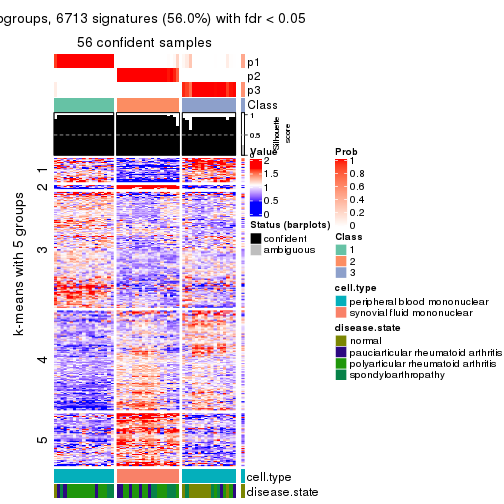 ogroups, 6713 signatures (56.0%) with fdr < 0.05
56 confident samples
p1
p2
p3
Class
1
0.5
0
Silhouette
score
k-means with 5 groups
1
2
3
4
5
cell.type
disease.state
Value
2
1.5
1
0.5
0
Status (barplots)
confident
ambiguous
Prob
1
0.8
0.6
0.4
0.2
0
Class
1
2
3
cell.type
peripheral blood mononuclear
synovial fluid mononuclear
disease.state
normal
pauciarticular rheumatoid arthritis
polyarticular rheumatoid arthritis
spondyloarthropathy